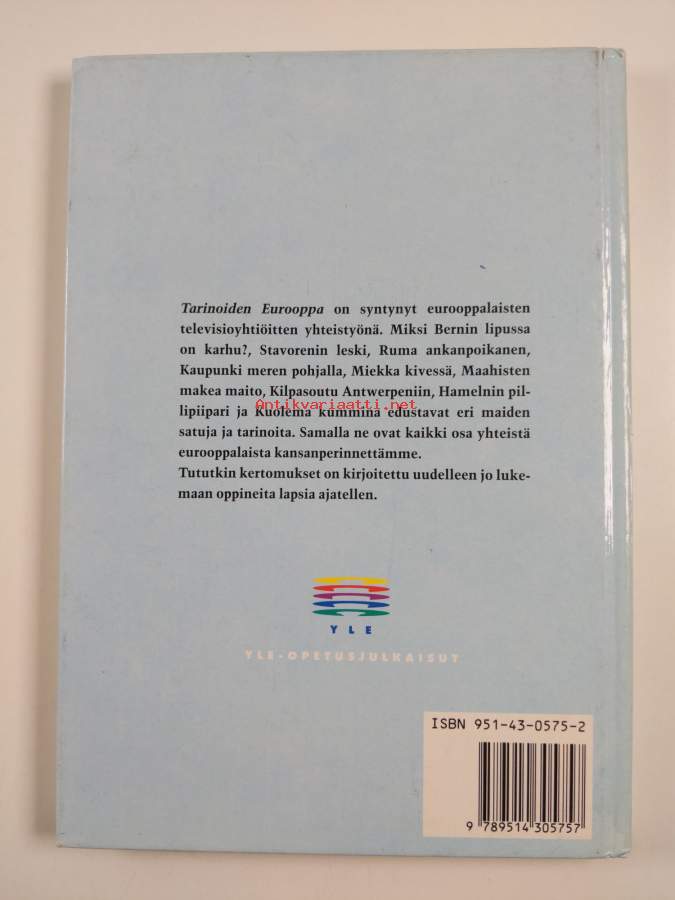 Tarinoiden Eurooppa on syntynyt eurooppalaisten
televisioyhtiöitten yhteistyönä. Miksi Bernin lipussa
on karhu?, Stavorenin leski, Ruma ankanpoikanen,
Kaupunki meren pohjalla, Miekka kivessä, Maahisten
makea maito, Kilpasoutu Antwerpeniin, Hamelnin pil-
lipiipari ja Kuolema kummina edustavat eri maiden
Antikvariaatti.net
satuja ja tarinoita. Samalla ne ovat kaikki osa yhteistä
eurooppalaista kansanperinnettämme.
Tututkin kertomukset on kirjoitettu uudelleen jo luke-
maan oppineita lapsia ajatellen.
YLE
YLE-OPETUSJULKAISUT
ISBN 951-43-0575-2
9 789514 305757